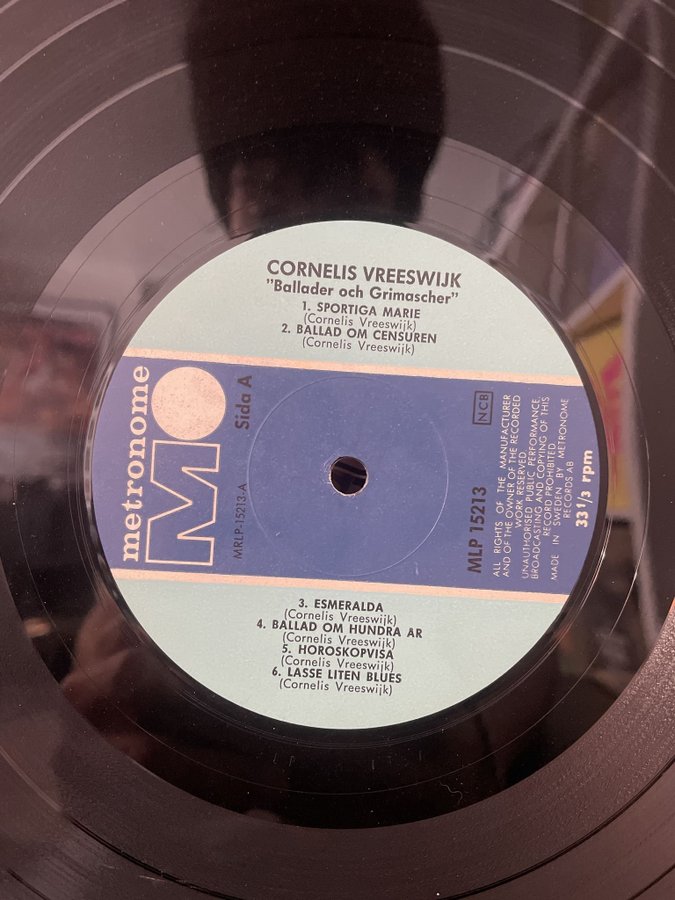 CORNELIS VREESWIJK
"Ballader och Grimascher"
1. SPORTIGA MARIE
(Cornelis Vreeswijk)
2. BALLAD OM CENSUREN
(Cornelis Vreeswijk)
metronome
MO
Sida A
MRLP-15213-A
NCB
MLP 15213
ALL RIGHTS OF THE MANUFACTURER
AND OF THE OWNER OF THE RECORDED
WORK RESERVED
UNAUTHORISED PUBLIC PERFORMANCE,
BROADCASTING AND COPYING OF THIS
RECORD PROHIBITED
MADE IN SWEDEN BY METRONOME
RECORDS AB
33 1/3 rpm
3. ESMERALDA
(Cornelis Vreeswijk)
4. BALLAD OM HUNDRA AR
(Cornelis Vreeswijk)
5. HOROSKOPVISA
(Cornelis Vreeswijk)
6. LASSE LITEN BLUES
(Cornelis Vreeswijk)